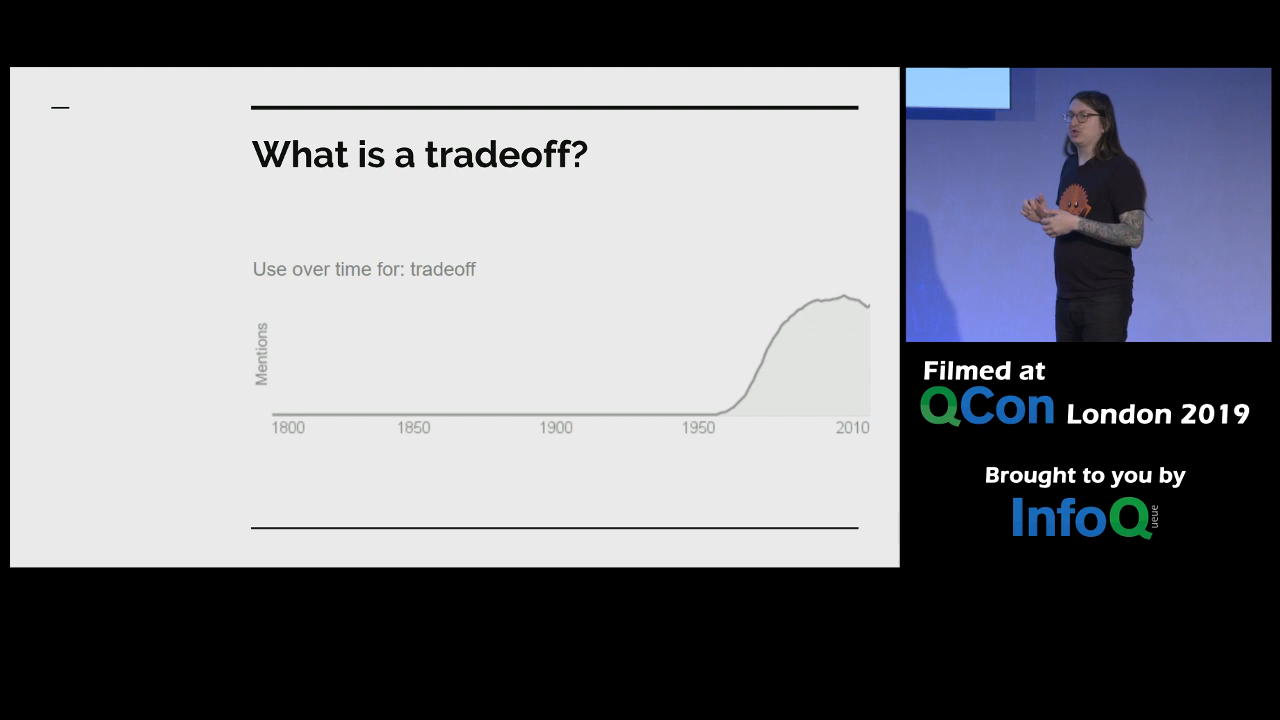 What is a tradeoff?
Use over time for: tradeoff
Mentions
1800 1850 1900 1950 2010
Filmed at
QCon London 2019
Brought to you by
InfoQ
ueue